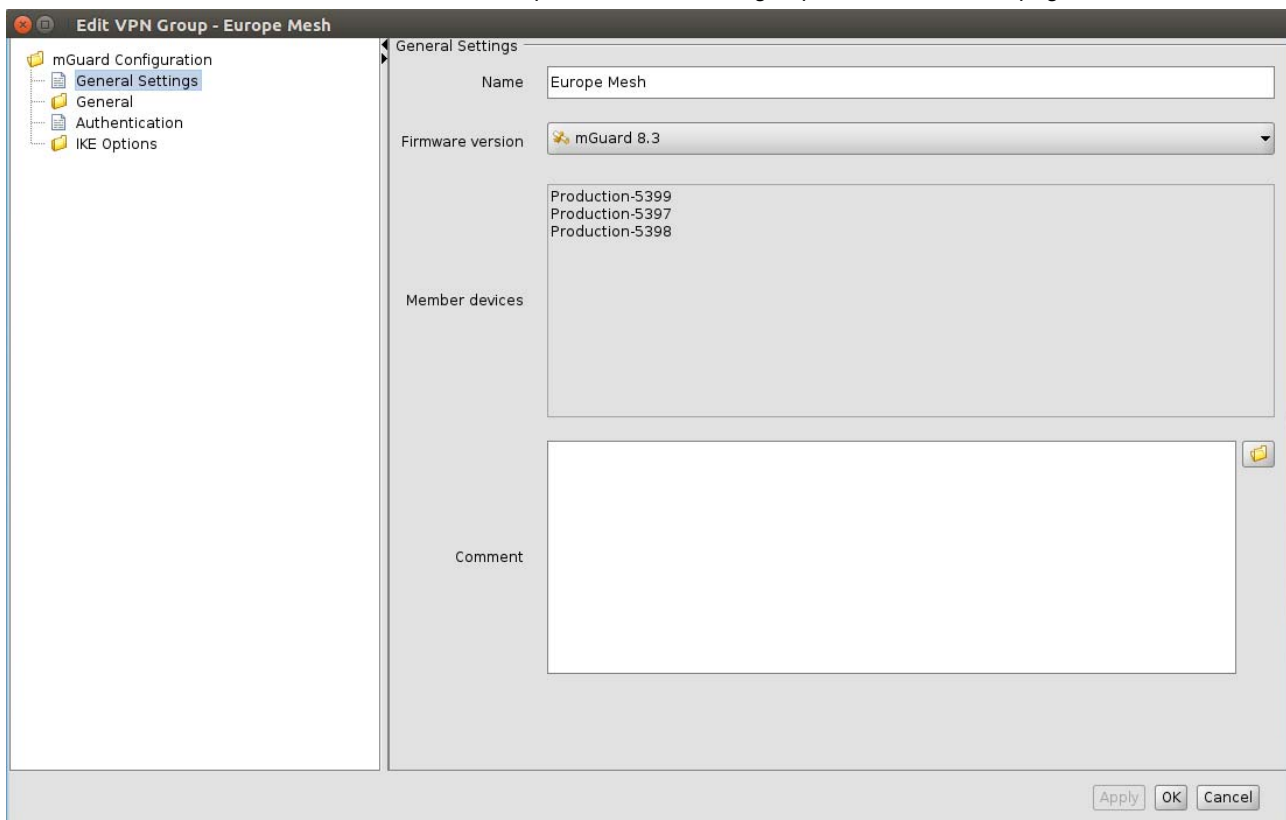 Edit VPN Group - Europe Mesh
mGuard Configuration
General Settings
General
Authentication
IKE Options
General Settings
Name
Europe Mesh
Firmware version
mGuard 8.3
Member devices
Production-5399
Production-5397
Production-5398
Comment
Apply
OK
Cancel